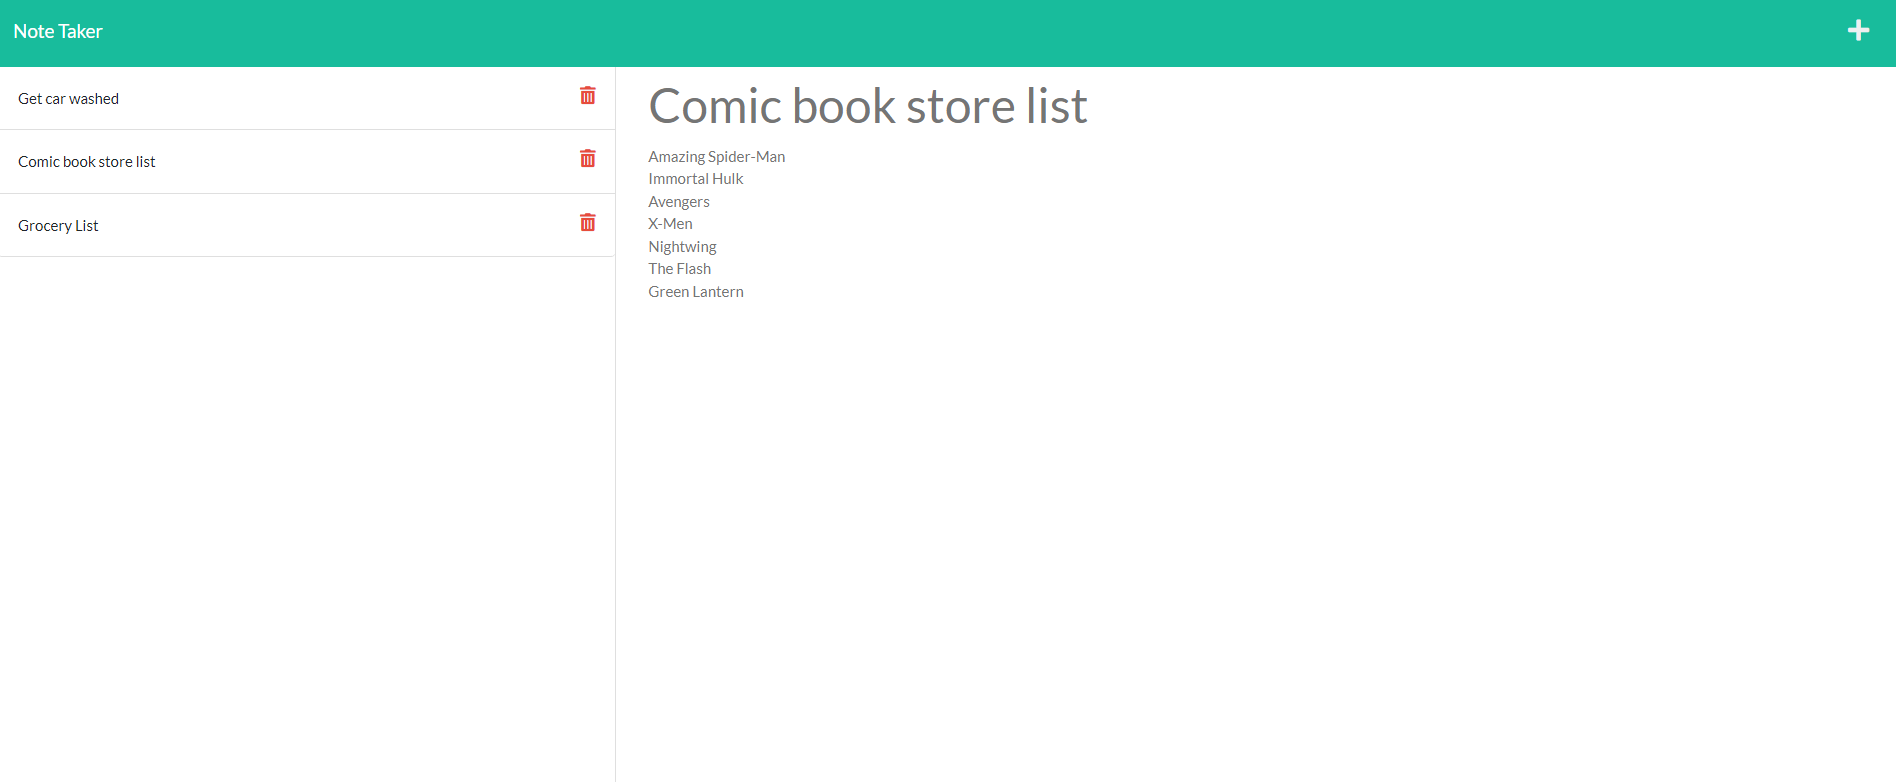 Note Taker
Get car washed
Comic book store list
Grocery List
Comic book store list
Amazing Spider-Man
Immortal Hulk
Avengers
X-Men
Nightwing
The Flash
Green Lantern